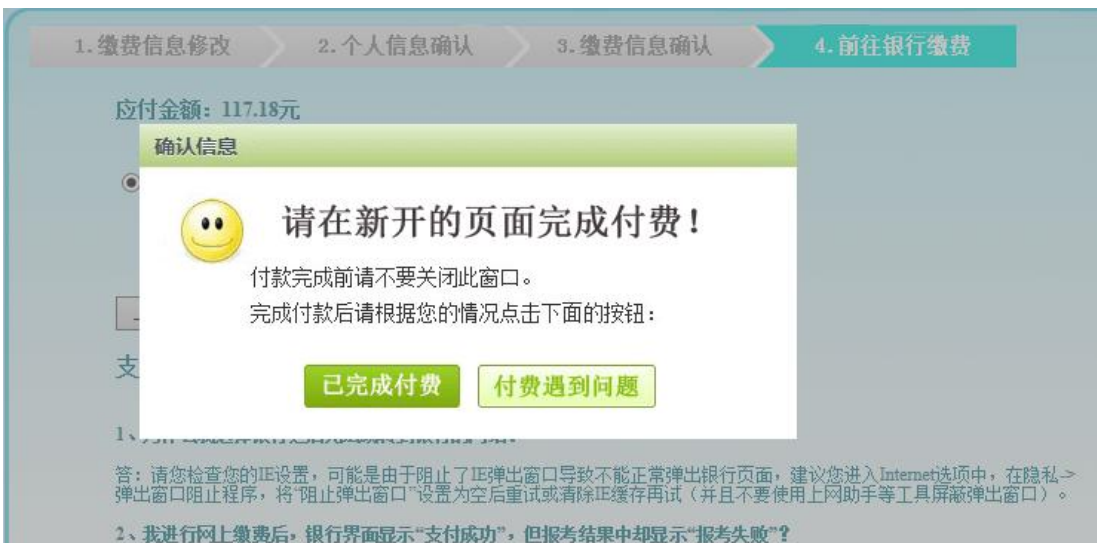 1.缴费信息修改
2.个人信息确认
3.缴费信息确认
4.前往银行缴费
应付金额：117.18元
确认信息
请在新开的页面完成付费！
付款完成前请不要关闭此窗口。
完成付款后请根据您的情况点击下面的按钮：
已完成付费
付费遇到问题
支
1、
答：请您检查您的IE设置，可能是由于阻止了IE弹出窗口导致不能正常弹出银行页面，建议您进入Internet选项中，在隐私->
弹出窗口阻止程序，将“阻止弹出窗口”设置为空后重试或清除IE缓存再试（并且不要使用上网助手等工具屏蔽弹出窗口）。
2、我进行网上缴费后，银行界面显示“支付成功”，但报考结果中却显示“报考失败”？